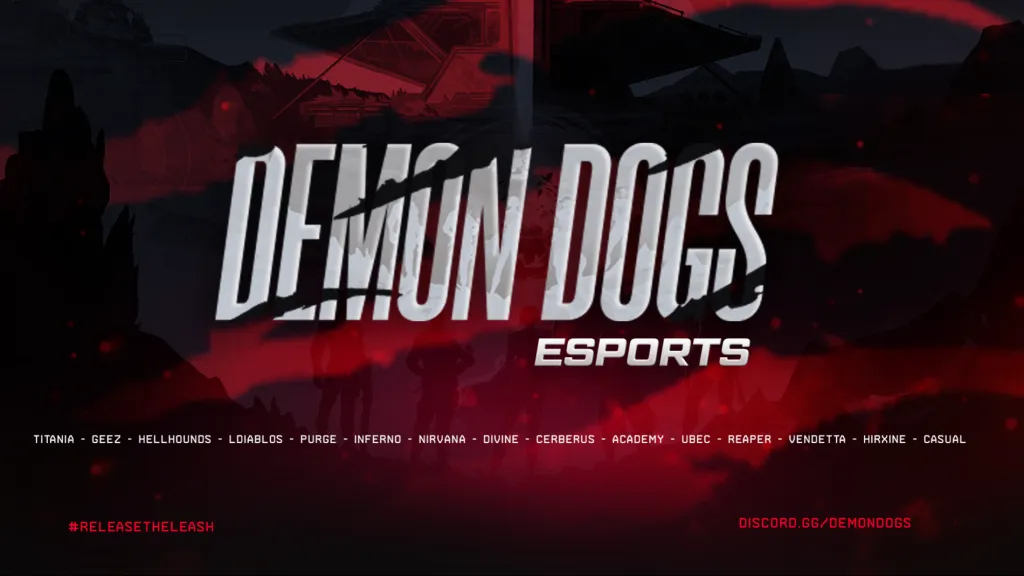 DEMON DOGS
ESPORTS
TITANIA - GEEZ - HELLHOUNDS - LDIABLOS - PURGE - INFERNO - NIRVANA - DIVINE - CERBERUS - ACADEMY - UBEC - REAPER - VENDETTA - HIRXINE - CASUAL
#RELEASETHELEASH
DISCORD.GG/DEMONDOGS